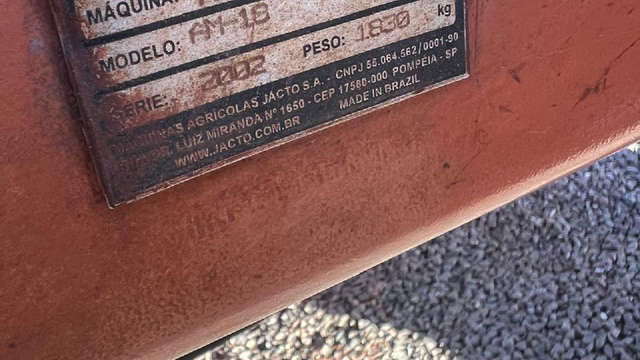 MÁQUINA:
MODELO: AM-18
PESO: 1830 kg
SÉRIE: 2002
MÁQUINAS AGRÍCOLAS JACTO S.A. - CNPJ 55.064.562/0001-90
LUIZ MIRANDA Nº 1650 - CEP 17580-000 POMPÉIA - SP
WWW.JACTO.COM.BR MADE IN BRAZIL